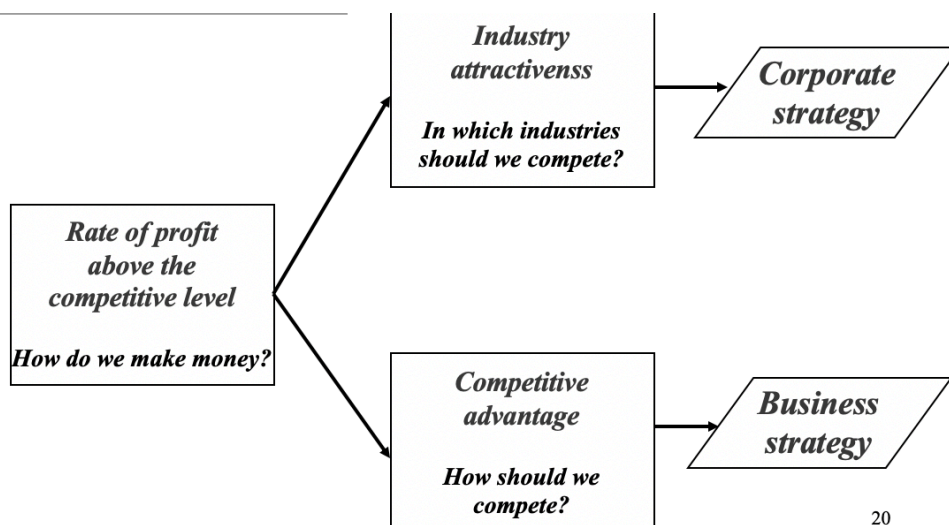 Industry
attractivenss
In which industries
should we compete?
Corporate
strategy
Rate of profit
above the
competitive level
How do we make money?
Competitive
advantage
How should we
compete?
Business
strategy
20